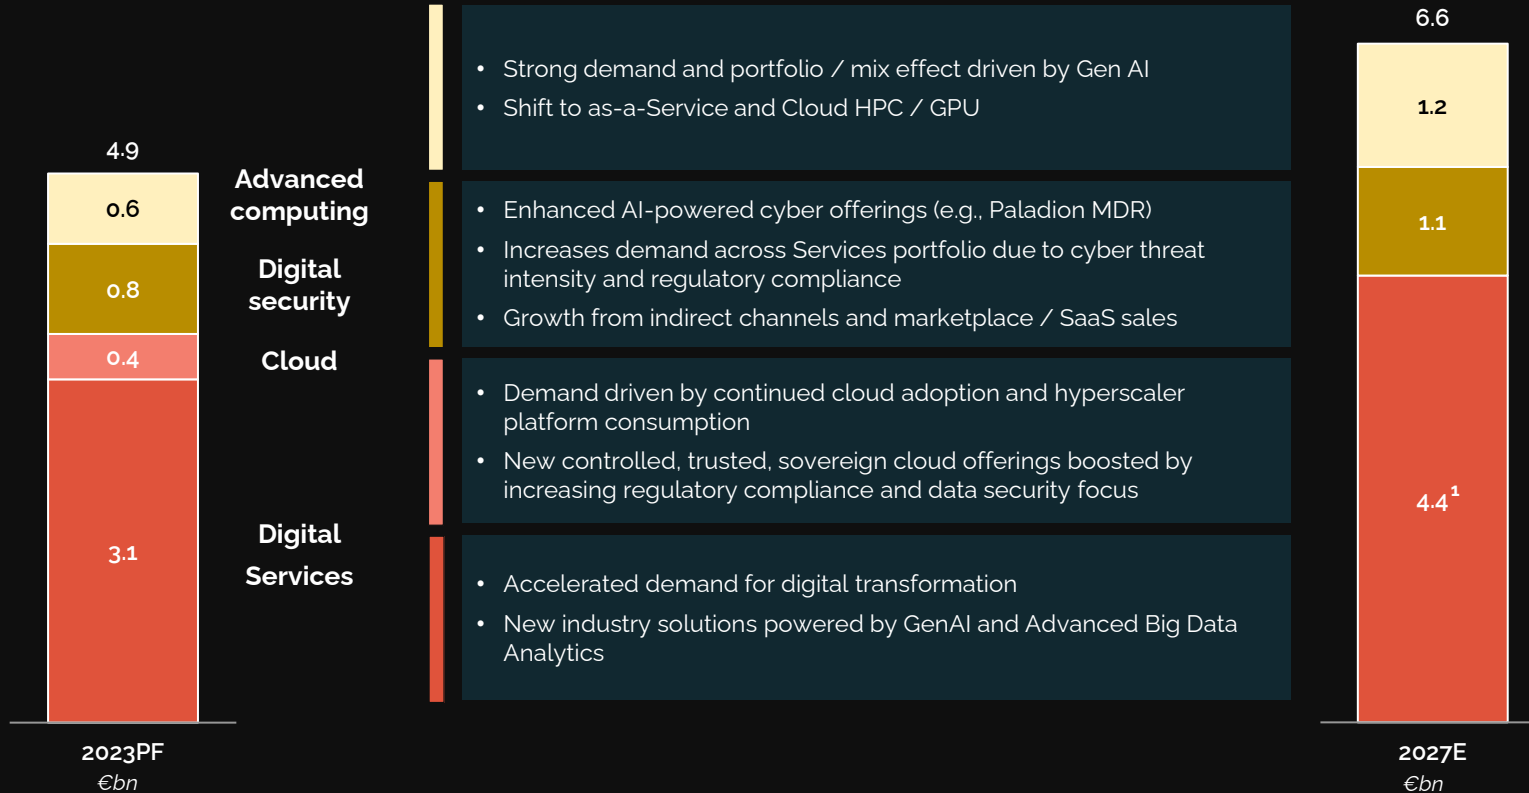 4.9
0.6
0.8
0.4
3.1
2023PF
€bn
Advanced
computing
Digital
security
Cloud
Digital
Services
• Strong demand and portfolio / mix effect driven by Gen AI
• Shift to as-a-Service and Cloud HPC / GPU
• Enhanced AI-powered cyber offerings (e.g., Paladion MDR)
• Increases demand across Services portfolio due to cyber threat
intensity and regulatory compliance
• Growth from indirect channels and marketplace / SaaS sales
• Demand driven by continued cloud adoption and hyperscaler
platform consumption
• New controlled, trusted, sovereign cloud offerings boosted by
increasing regulatory compliance and data security focus
• Accelerated demand for digital transformation
• New industry solutions powered by GenAI and Advanced Big Data
Analytics
6.6
1.2
1.1
4.4¹
2027E
€bn